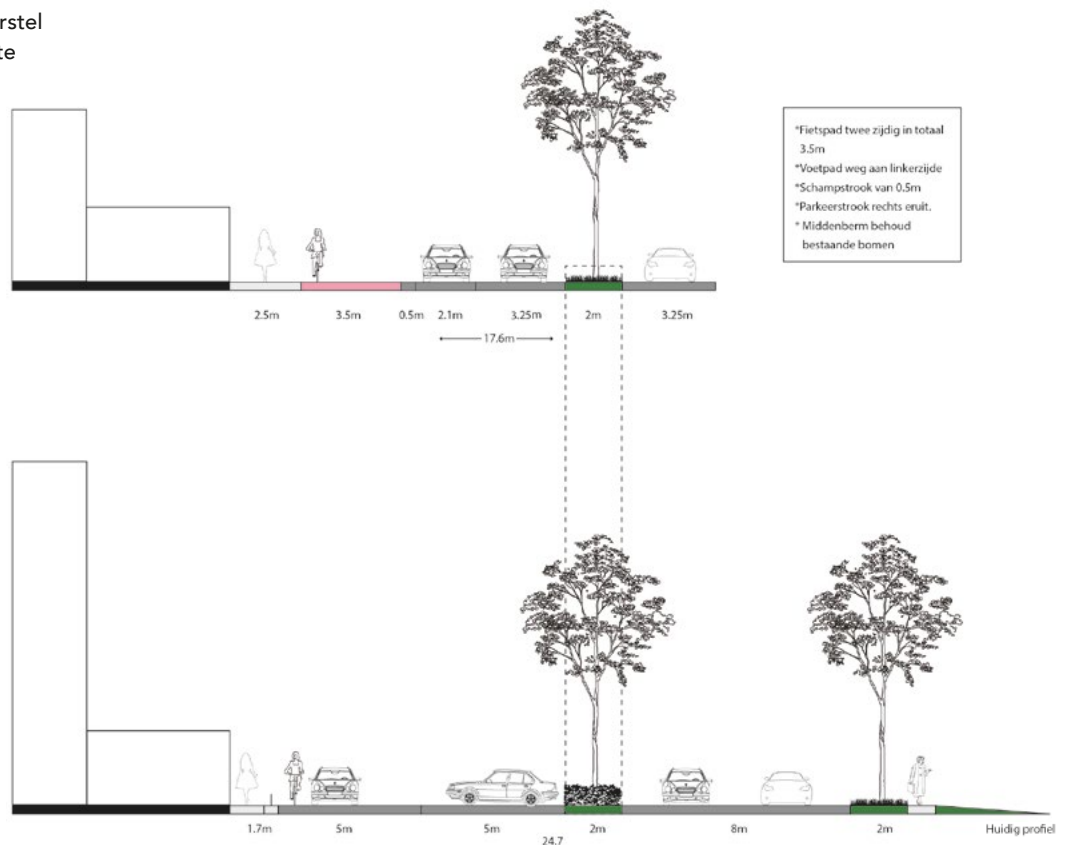 rstel
te
*Fietspad twee zijdig in totaal
3.5m
*Voetpad weg aan linkerzijde
*Schampstrook van 0.5m
*Parkeerstrook rechts eruit.
* Middenberm behoud
bestaande bomen
2.5m 3.5m 0.5m 2.1m 3.25m 2m 3.25m
17.6m
1.7m 5m 5m 2m 8m 2m Huidig profiel
24.7